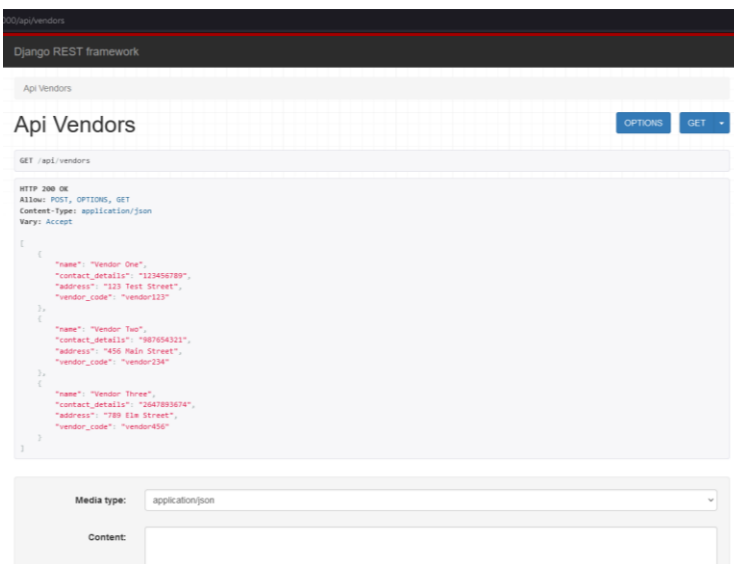 000/api/vendors
Django REST framework
Api Vendors
Api Vendors
OPTIONS
GET
GET /api/vendors
HTTP 200 OK
Allow: POST, OPTIONS, GET
Content-Type: application/json
Vary: Accept
[
{
"name": "Vendor One",
"contact_details": "123456789",
"address": "123 Test Street",
"vendor_code": "vendor123"
},
{
"name": "Vendor Two",
"contact_details": "987654321",
"address": "456 Main Street",
"vendor_code": "vendor234"
},
{
"name": "Vendor Three",
"contact_details": "2647893674",
"address": "789 Elm Street",
"vendor_code": "vendor456"
}
]
Media type:
application/json
Content: